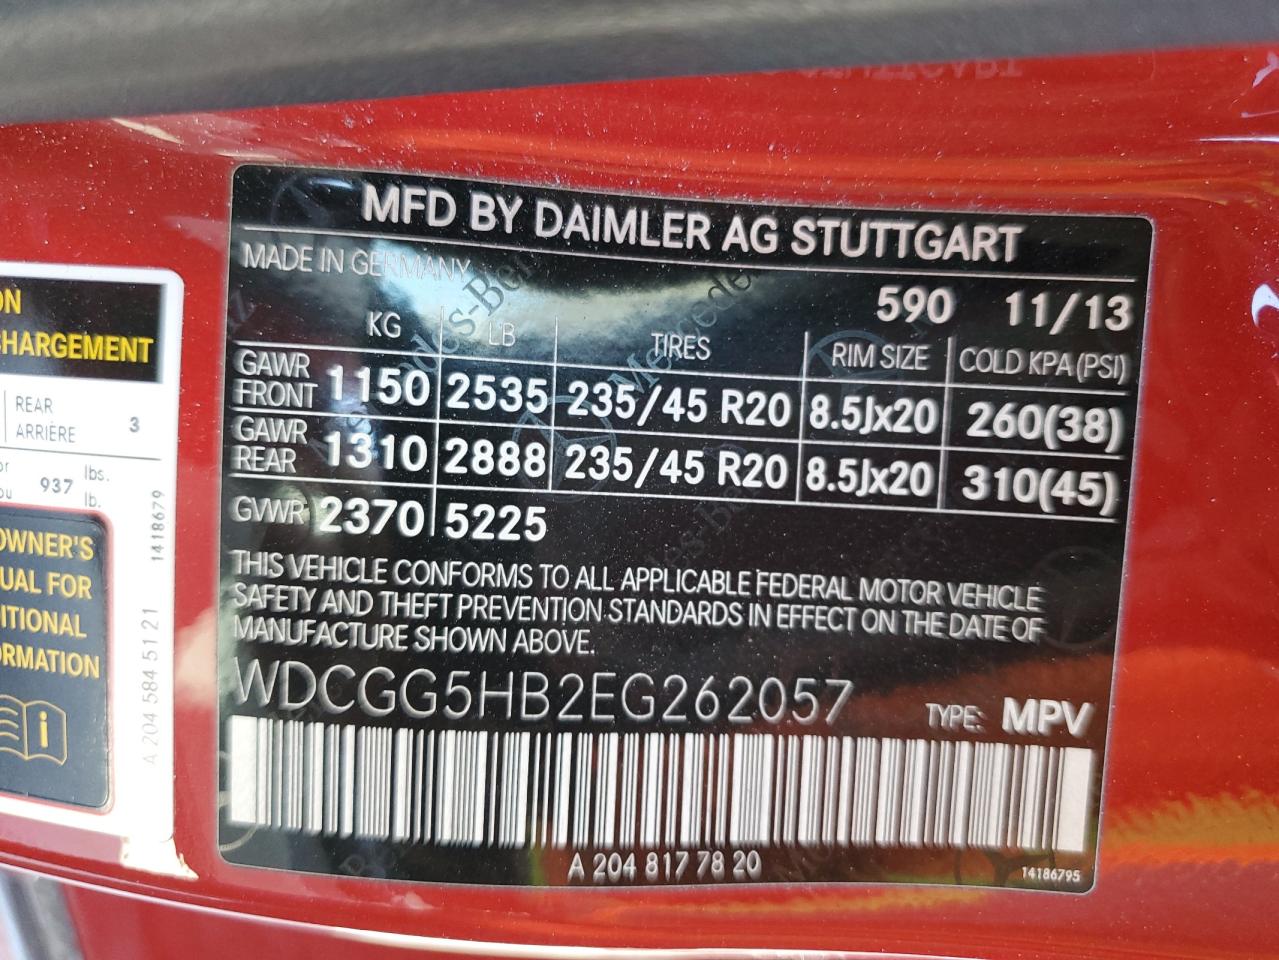 MFD BY DAIMLER AG STUTTGART
MADE IN GERMANY
590 11/13
KG LB TIRES RIM SIZE COLD KPA(PSI)
GAWR FRONT 1150 2535 235/45 R20 8.5Jx20 260(38)
GAWR REAR 1310 2888 235/45 R20 8.5Jx20 310(45)
GVWR 2370 5225
THIS VEHICLE CONFORMS TO ALL APPLICABLE FEDERAL MOTOR VEHICLE
SAFETY AND THEFT PREVENTION STANDARDS IN EFFECT ON THE DATE OF
MANUFACTURE SHOWN ABOVE.
WDCGG5HB2EG262057 TYPE: MPV
A 204 817 78 20
14186795
ON
CHARGEMENT
REAR
ARRIÈRE 3
937 lbs.
lb.
OWNER'S
UAL FOR
DITIONAL
ORMATION
A 204 584 51 21 1418679